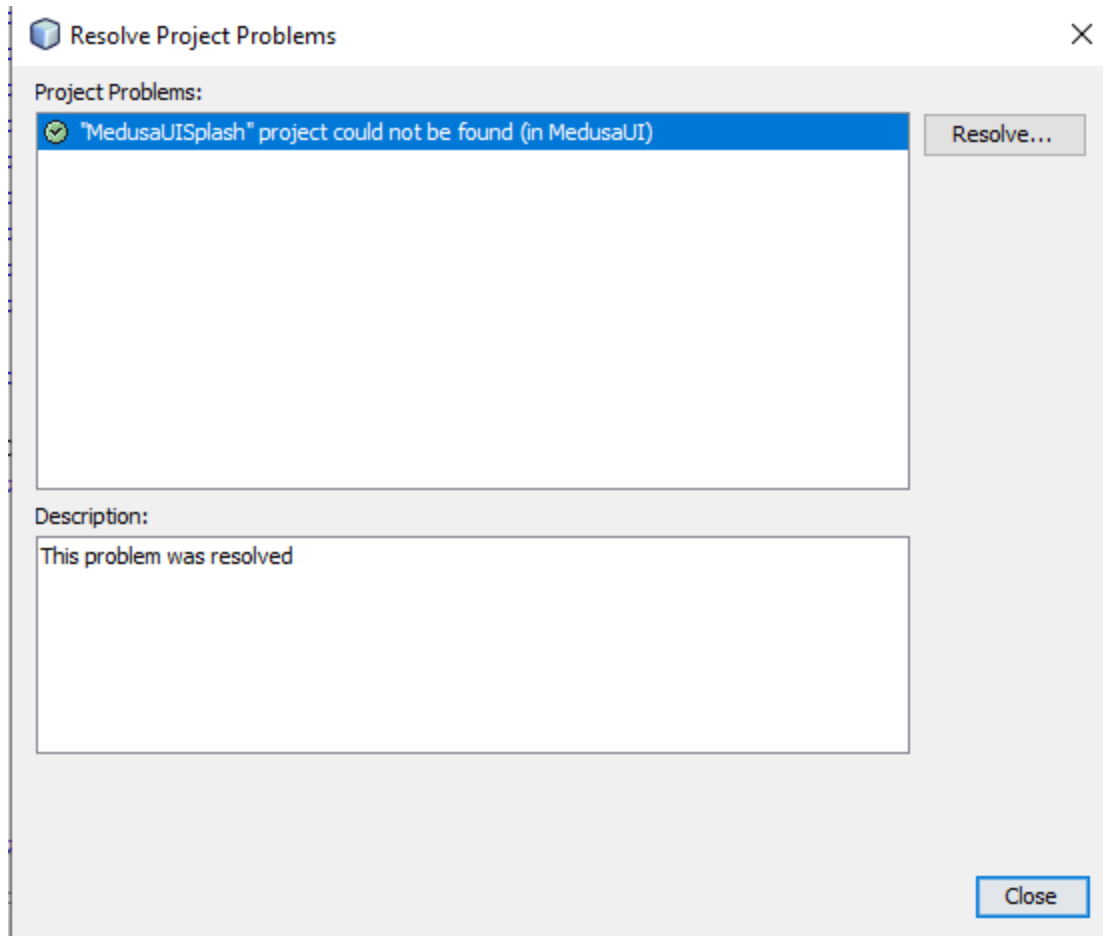 Resolve Project Problems
Project Problems:
"MedusaUISplash" project could not be found (in MedusaUI)
Resolve...
Description:
This problem was resolved
Close